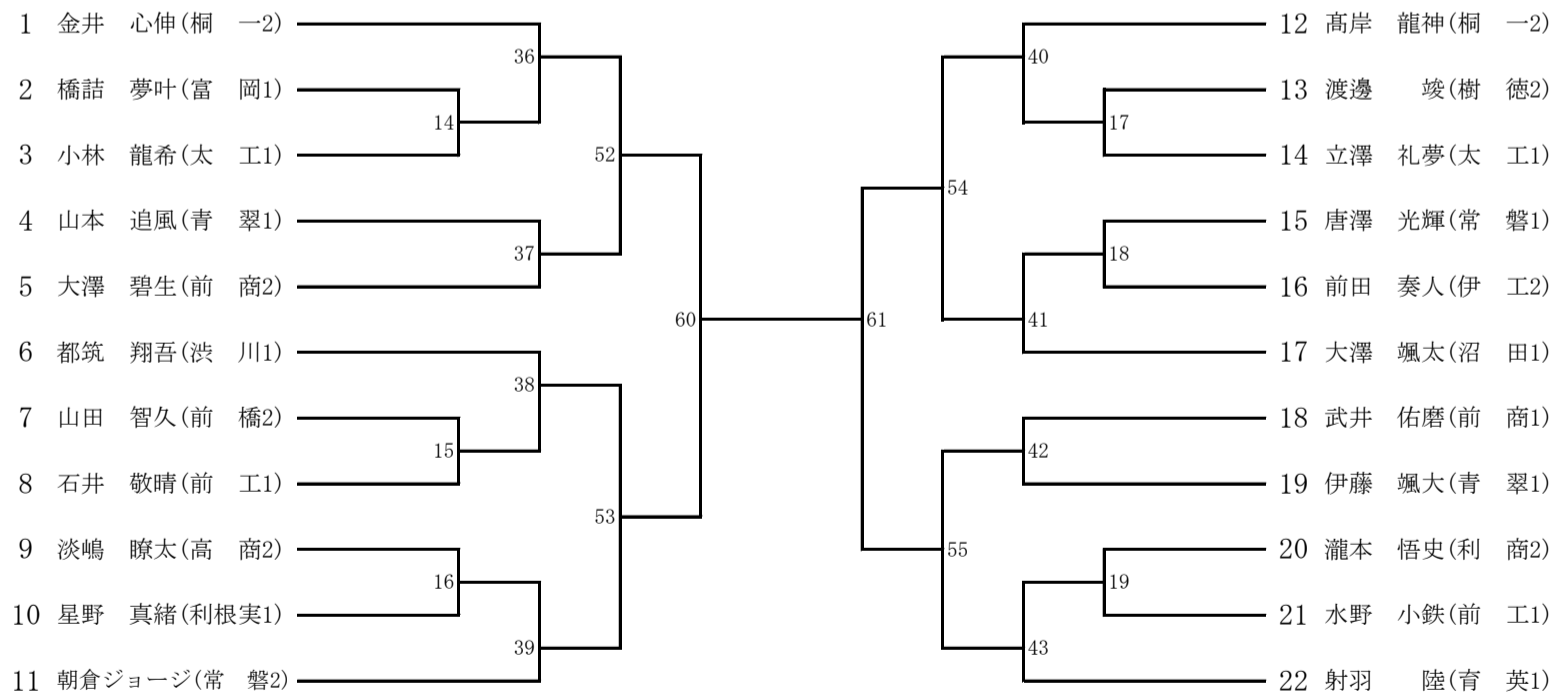 1 金井　心伸(桐　一2)
36
2 橋詰　夢叶(富　岡1)
14
3 小林　龍希(太　工1)
52
4 山本　追風(青　翠1)
37
5 大澤　碧生(前　商2)
60
6 都筑　翔吾(渋　川1)
38
7 山田　智久(前　橋2)
15
8 石井　敬晴(前　工1)
53
9 淡嶋　瞭太(高　商2)
16
10 星野　真緒(利根実1)
39
11 朝倉ジョージ(常　磐2)
12 髙岸　龍神(桐　一2)
40
13 渡邊　　竣(樹　徳2)
17
14 立澤　礼夢(太　工1)
54
15 唐澤　光輝(常　磐1)
18
16 前田　奏人(伊　工2)
61
41
17 大澤　颯太(沼　田1)
18 武井　佑磨(前　商1)
42
19 伊藤　颯大(青　翠1)
55
20 瀧本　悟史(利　商2)
19
21 水野　小鉄(前　工1)
43
22 射羽　　陸(育　英1)